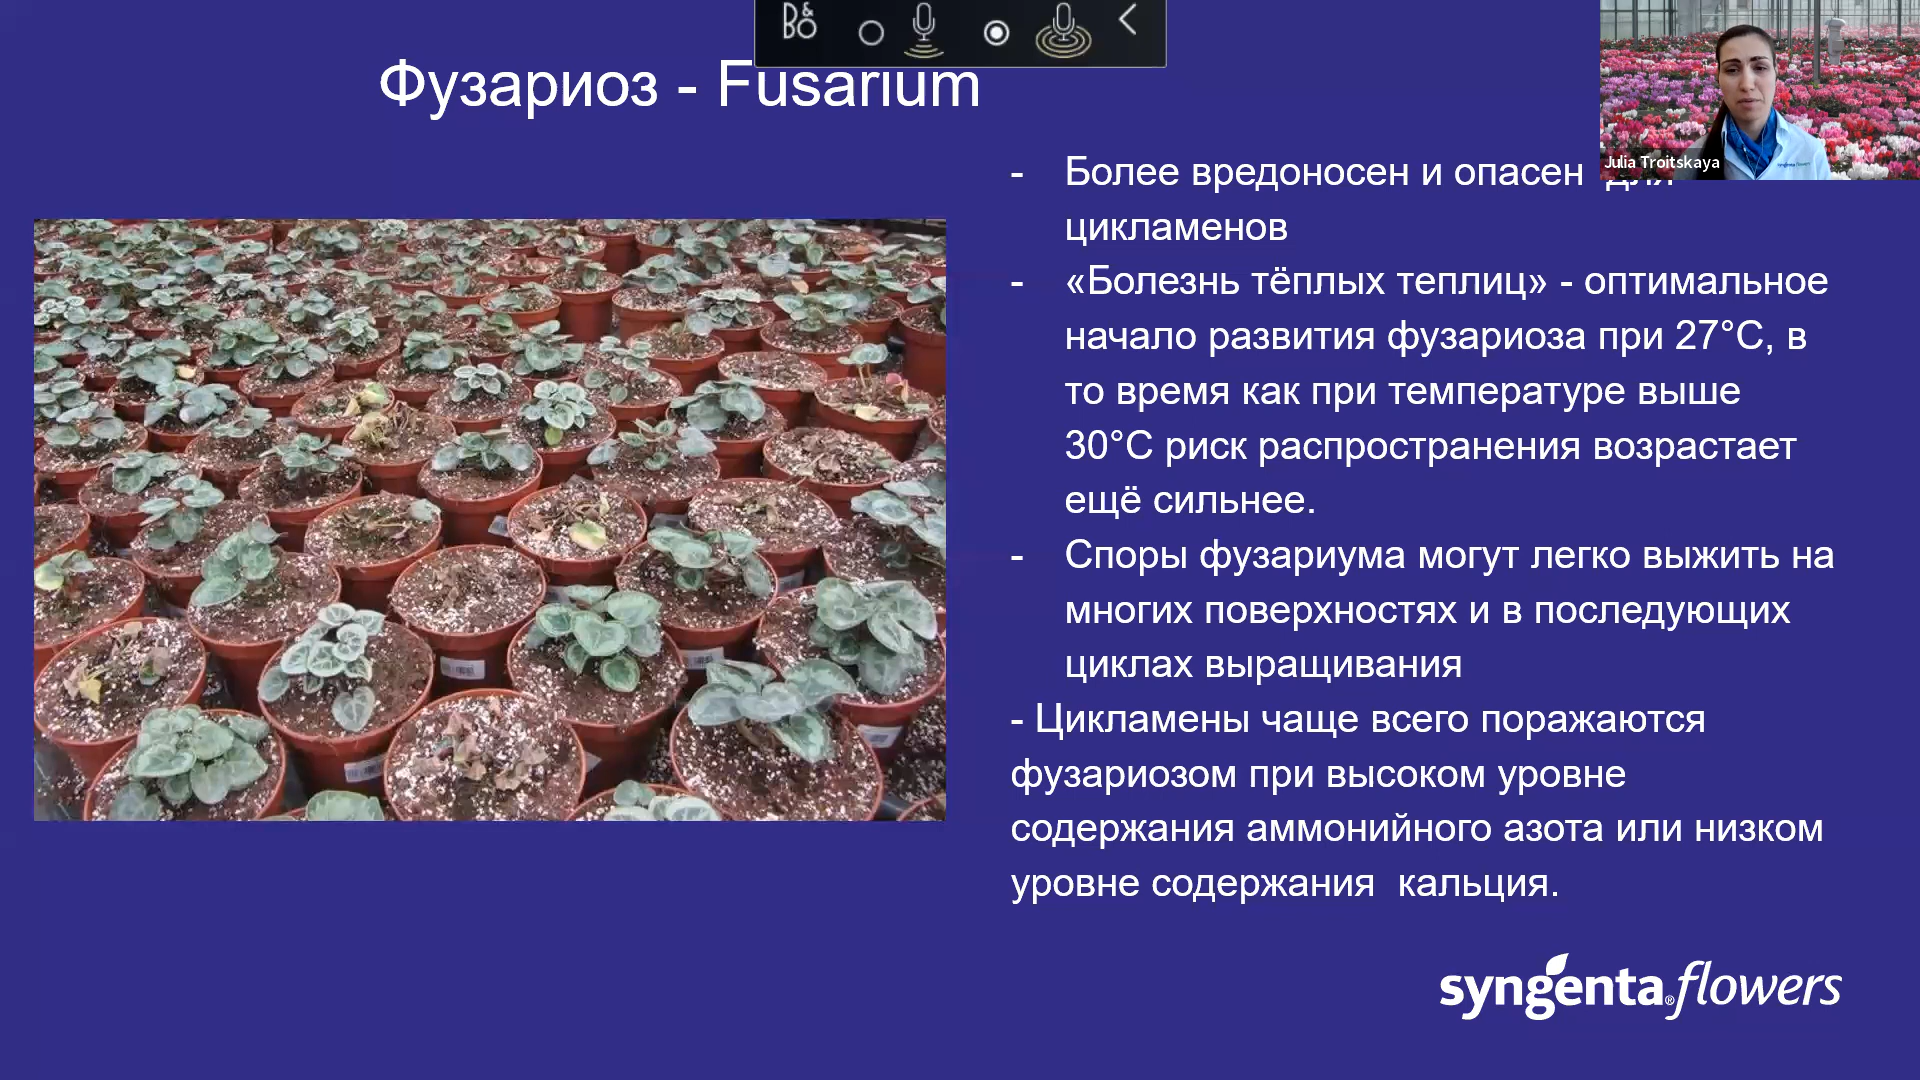 B&O
Фузариоз - Fusarium
Julia Troitskaya
- Более вредоносен и опасен для
цикламенов
- «Болезнь тёплых теплиц» - оптимальное
начало развития фузариоза при 27°C, в
то время как при температуре выше
30°C риск распространения возрастает
ещё сильнее.
- Споры фузариума могут легко выжить на
многих поверхностях и в последующих
циклах выращивания
- Цикламены чаще всего поражаются
фузариозом при высоком уровне
содержания аммонийного азота или низком
уровне содержания кальция.
syngenta® flowers